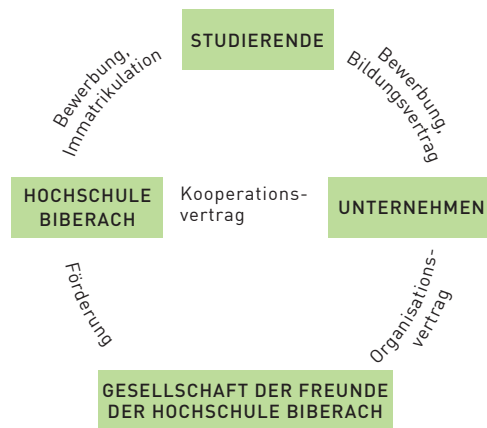 STUDIERENDE
Bewerbung,
Immatrikulation
Bewerbung,
Bildungsvertrag
HOCHSCHULE
BIBERACH
Kooperations-
vertrag
UNTERNEHMEN
Förderung
Organisations-
vertrag
GESELLSCHAFT DER FREUNDE
DER HOCHSCHULE BIBERACH